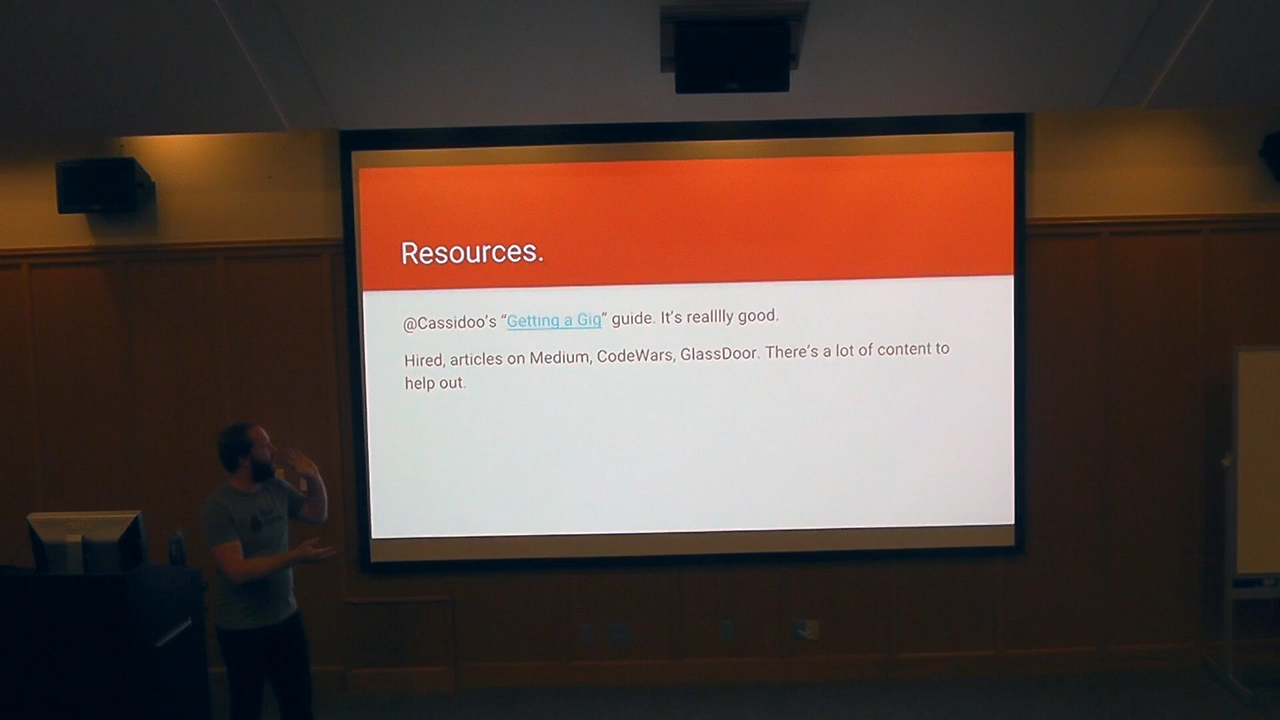 Resources.
@Cassidoo's “Getting a Gig” guide. It's realllly good.
Hired, articles on Medium, CodeWars, GlassDoor. There's a lot of content to
help out.